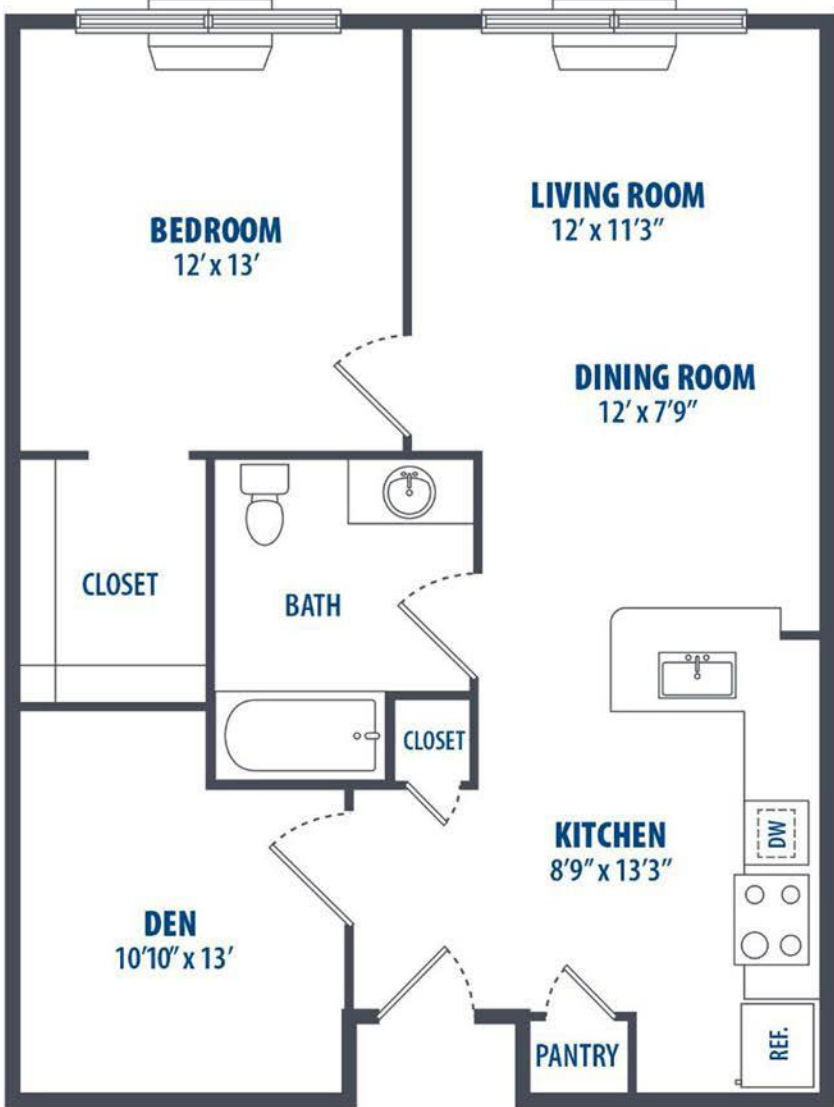 BEDROOM
12' x 13'
LIVING ROOM
12' x 11'3”
DINING ROOM
12' x 7'9”
CLOSET
BATH
CLOSET
KITCHEN
8'9” x 13'3”
DW
DEN
10'10” x 13'
PANTRY
REF.